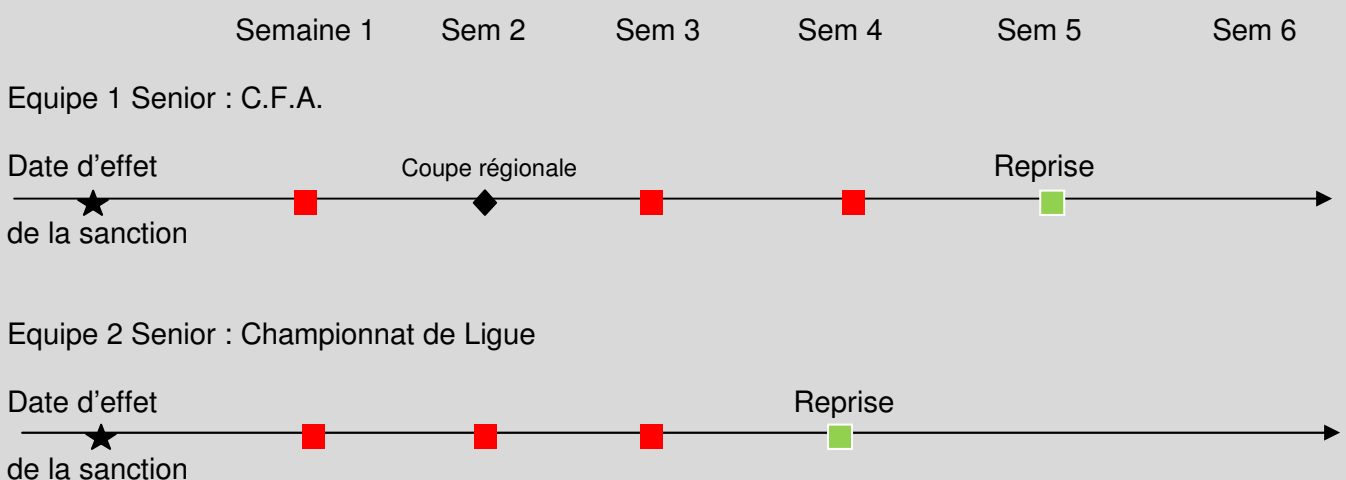 Semaine 1 Sem 2 Sem 3 Sem 4 Sem 5 Sem 6
Equipe 1 Senior : C.F.A.
Date d'effet Coupe régionale Reprise
de la sanction
Equipe 2 Senior : Championnat de Ligue
Date d'effet Reprise
de la sanction